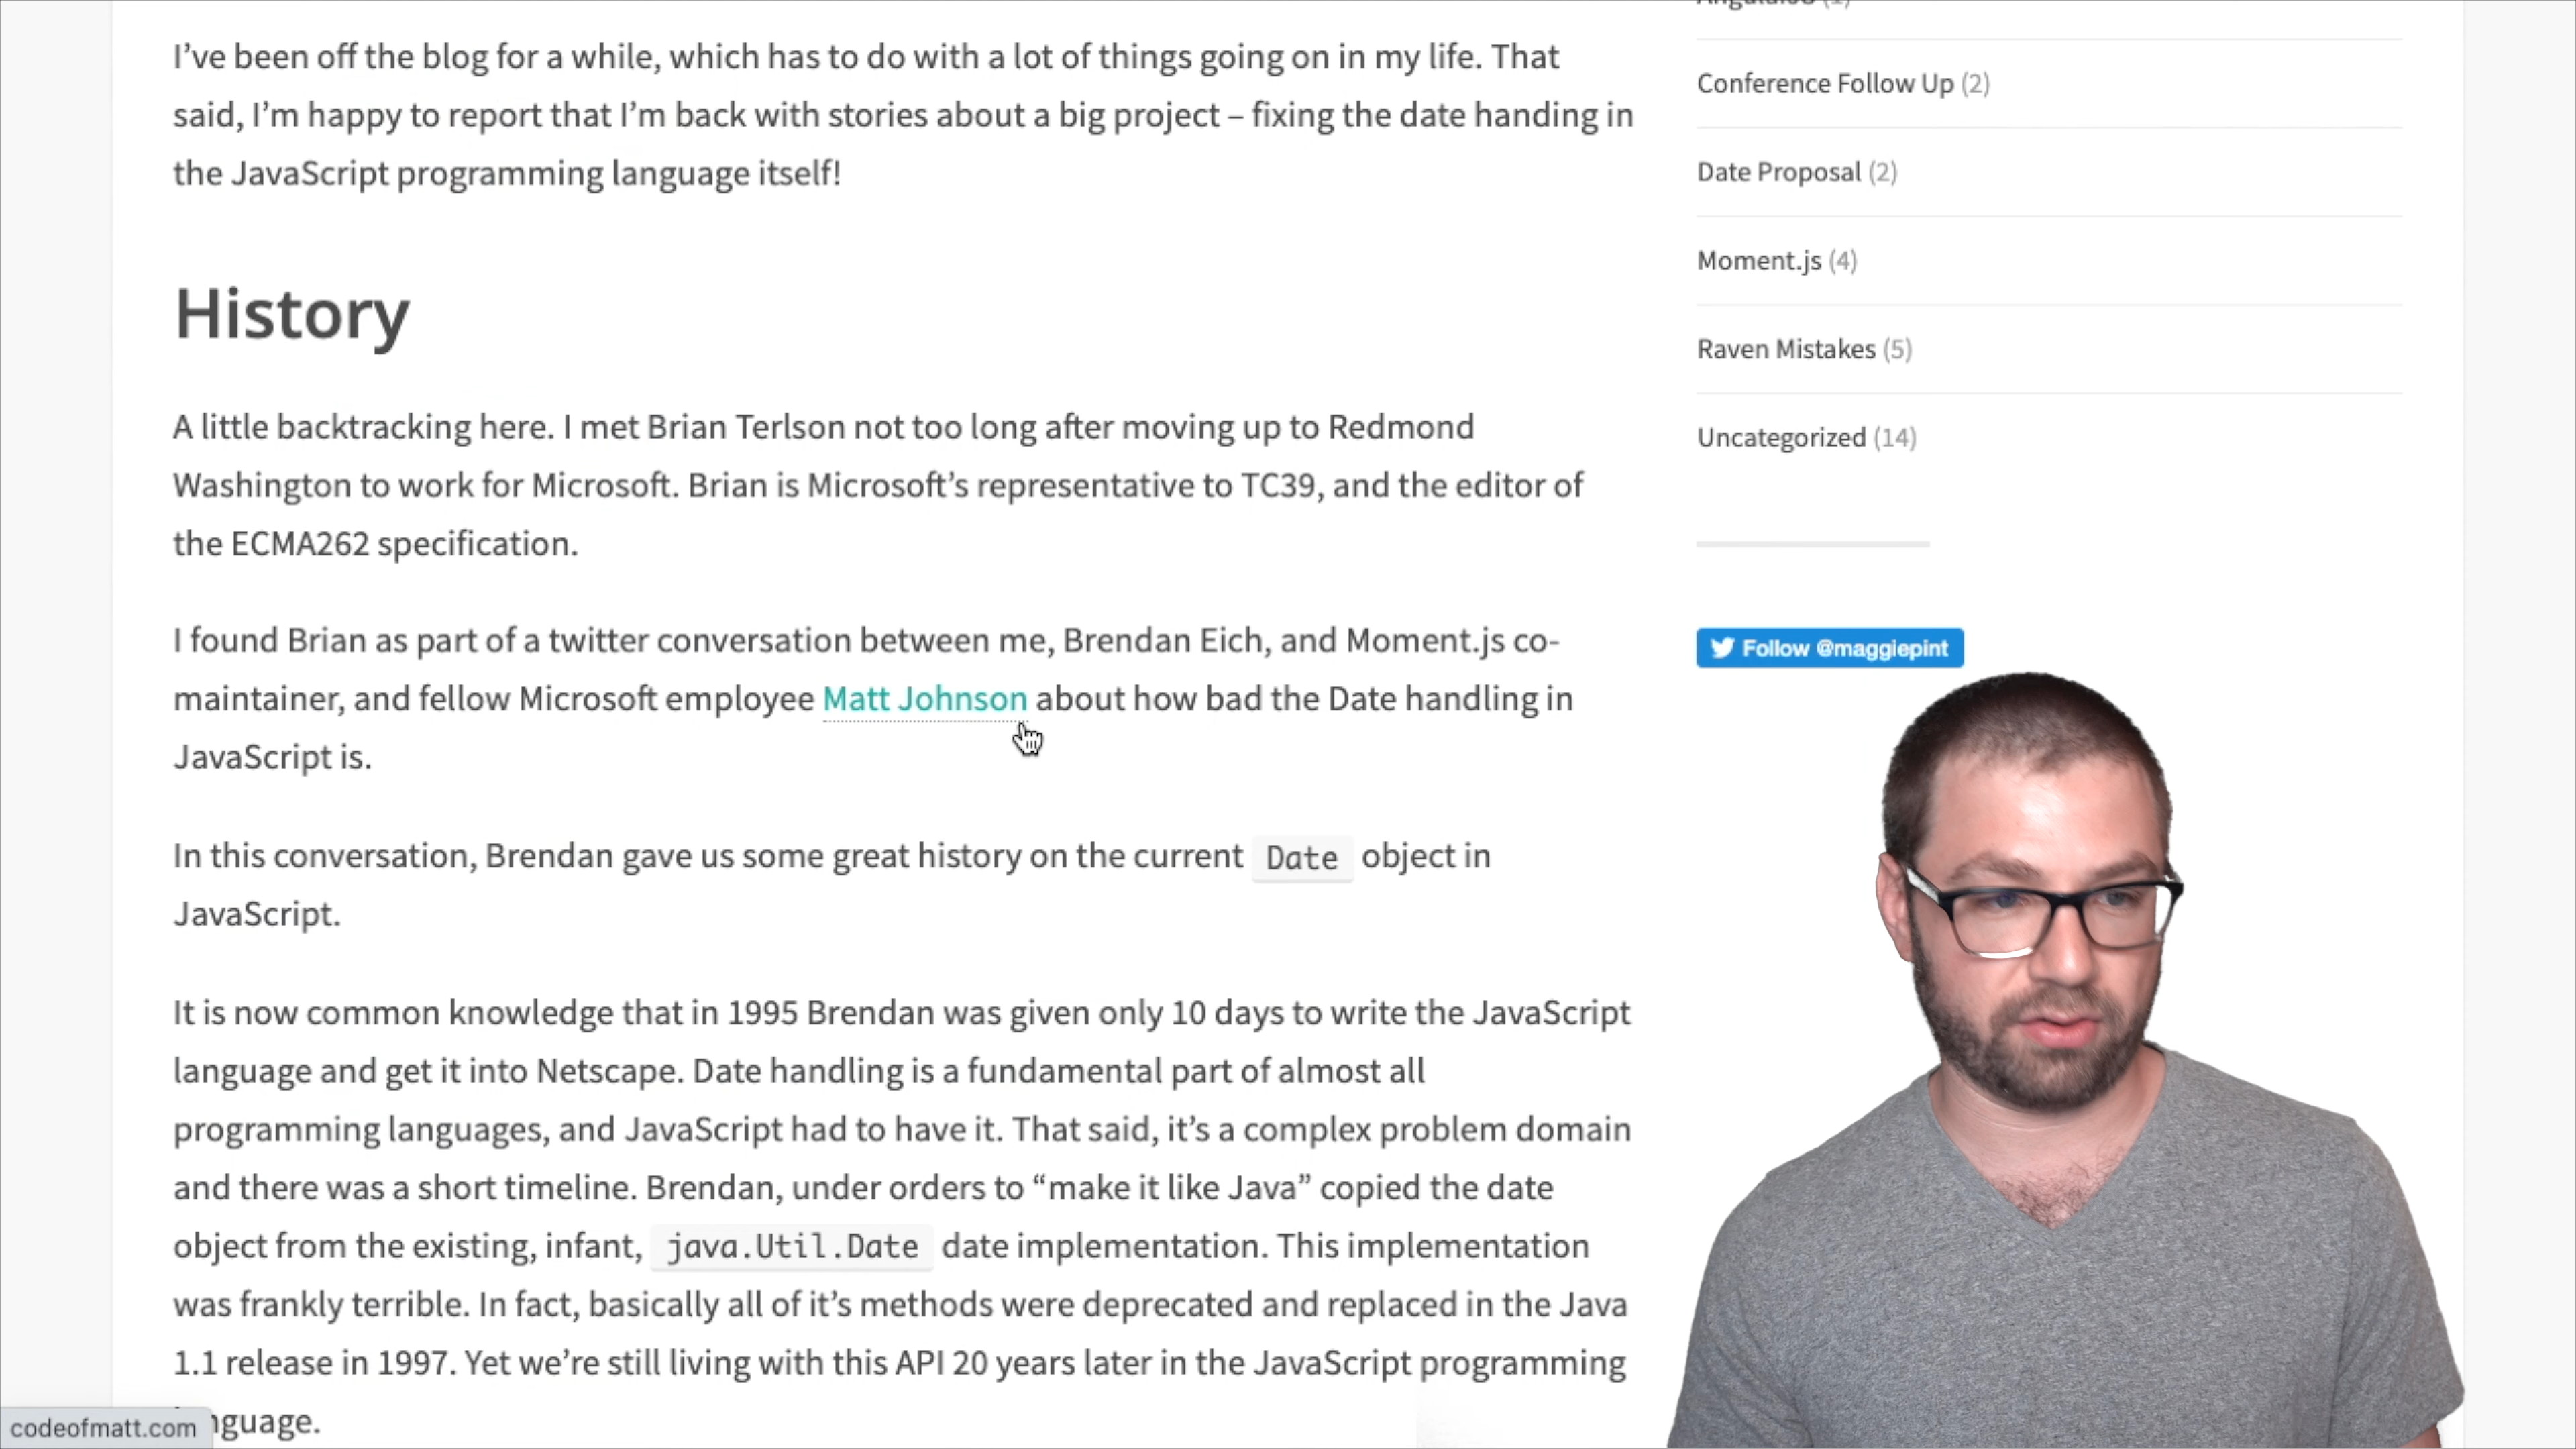 I’ve been off the blog for a while, which has to do with a lot of things going on in my life. That
said, I’m happy to report that I’m back with stories about a big project – fixing the date handing in
the JavaScript programming language itself!
History
A little backtracking here. I met Brian Terlson not too long after moving up to Redmond
Washington to work for Microsoft. Brian is Microsoft’s representative to TC39, and the editor of
the ECMA262 specification.
I found Brian as part of a twitter conversation between me, Brendan Eich, and Moment.js co-
maintainer, and fellow Microsoft employee Matt Johnson about how bad the Date handling in
JavaScript is.
In this conversation, Brendan gave us some great history on the current Date object in
JavaScript.
It is now common knowledge that in 1995 Brendan was given only 10 days to write the JavaScript
language and get it into Netscape. Date handling is a fundamental part of almost all
programming languages, and JavaScript had to have it. That said, it’s a complex problem domain
and there was a short timeline. Brendan, under orders to “make it like Java” copied the date
object from the existing, infant, java.Util.Date date implementation. This implementation
was frankly terrible. In fact, basically all of it’s methods were deprecated and replaced in the Java
1.1 release in 1997. Yet we’re still living with this API 20 years later in the JavaScript programming
nguage.
codeofmatt.com
Conference Follow Up (2)
Date Proposal (2)
Moment.js (4)
Raven Mistakes (5)
Uncategorized (14)
Follow @maggiepint